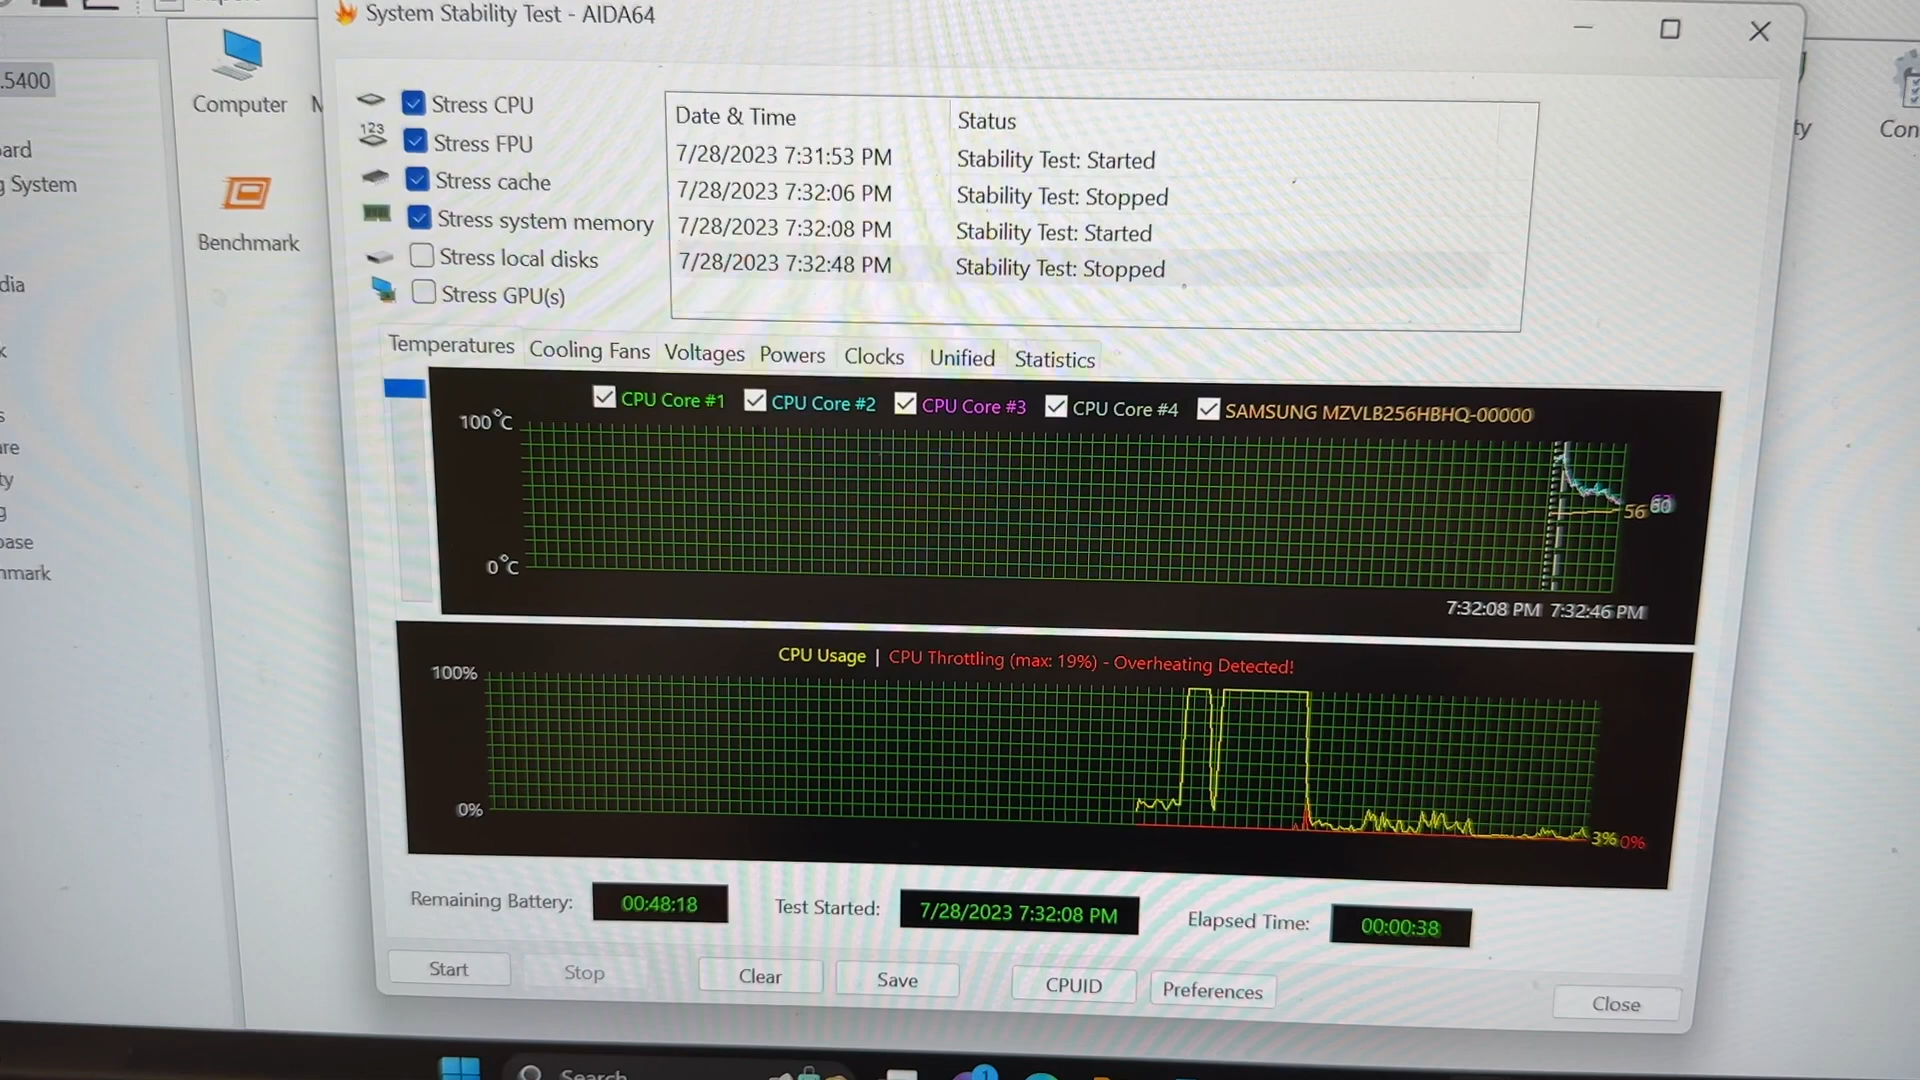 System Stability Test - AIDA64
.5400
Computer
Benchmark
ard
g System
dia
re
ty
g
base
hmark
ty
Con
Stress CPU
123
Stress FPU
Stress cache
Stress system memory
Stress local disks
Stress GPU(s)
Date & Time Status
7/28/2023 7:31:53 PM Stability Test: Started
7/28/2023 7:32:06 PM Stability Test: Stopped
7/28/2023 7:32:08 PM Stability Test: Started
7/28/2023 7:32:48 PM Stability Test: Stopped
Temperatures Cooling Fans Voltages Powers Clocks Unified Statistics
CPU Core #1 CPU Core #2 CPU Core #3 CPU Core #4 SAMSUNG MZVLB256HBHQ-00000
100°C
56 60
0°C
7:32:08 PM 7:32:46 PM
CPU Usage | CPU Throttling (max: 19%) - Overheating Detected!
100%
0%
3% 0%
Remaining Battery: 00:48:18 Test Started: 7/28/2023 7:32:08 PM Elapsed Time: 00:00:38
Start Stop Clear Save CPUID Preferences Close
Search
1